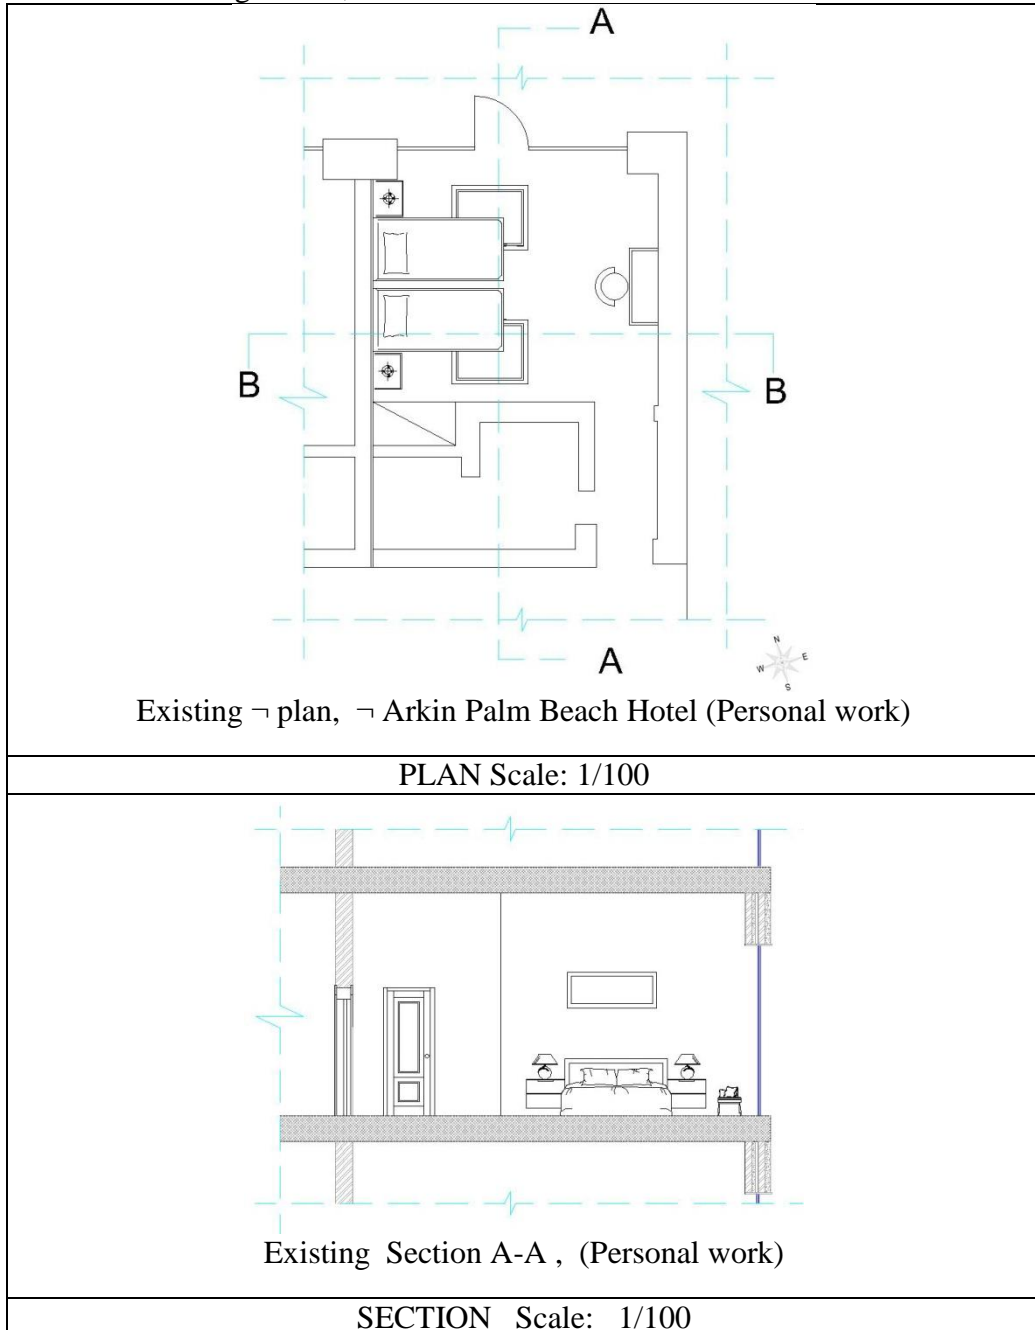 A
B
B
A
N
W E
S
Existing ¬ plan, ¬ Arkin Palm Beach Hotel (Personal work)
PLAN Scale: 1/100
Existing Section A-A , (Personal work)
SECTION Scale: 1/100